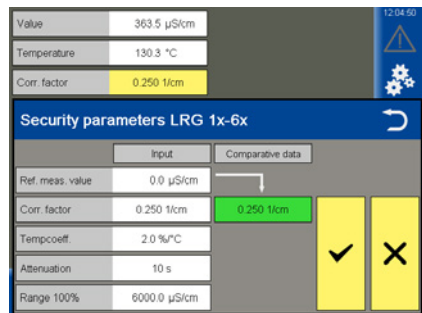 12:04:50
Value 363.5 µS/cm
Temperature 130.3 °C
Corr. factor 0.250 1/cm
Security parameters LRG 1x-6x
Input Comparative data
Ref. meas. value 0.0 µS/cm
Corr. factor 0.250 1/cm 0.250 1/cm
Tempcoeff. 2.0 %/°C
Attenuation 10 s
Range 100% 6000.0 µS/cm